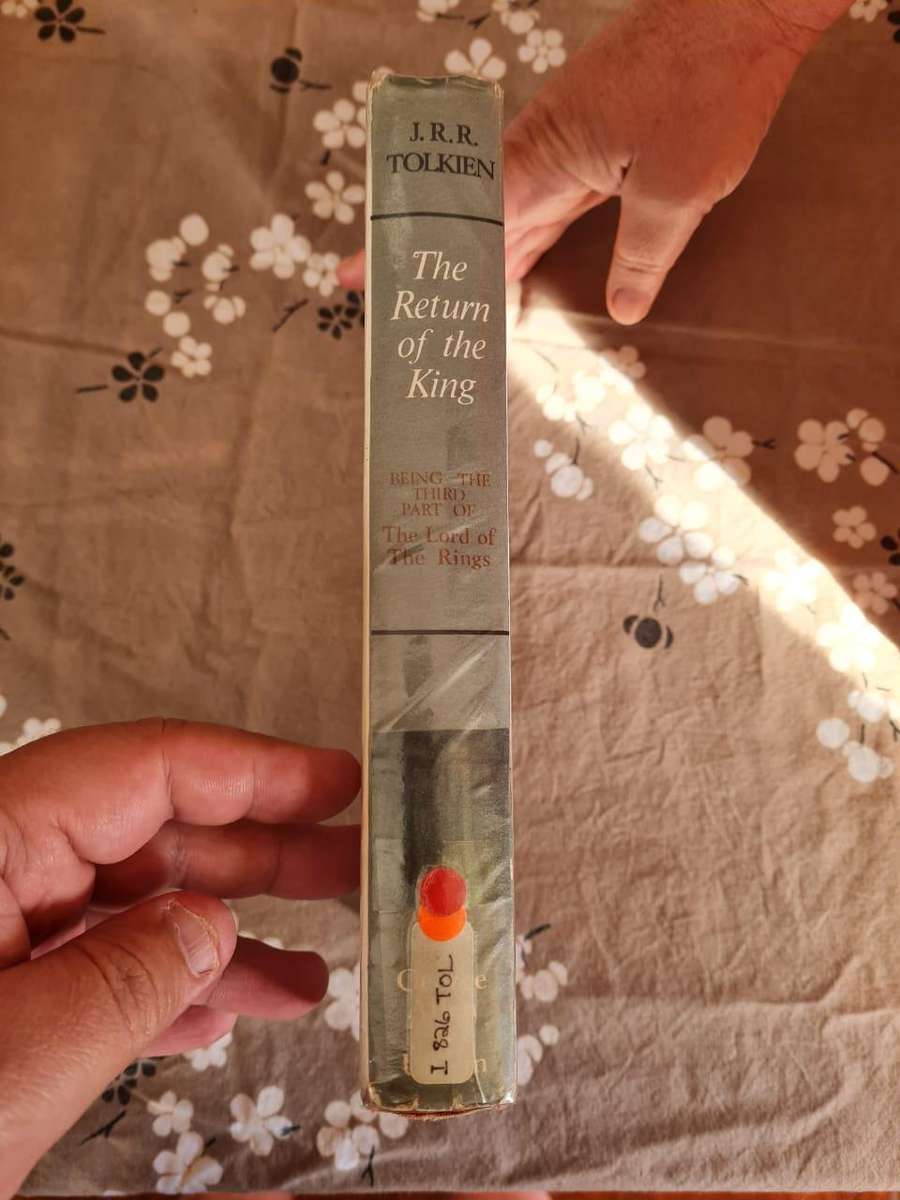 J. R. R.
TOLKIEN
The
Return
of the
King
BEING THE
THIRD
PART OF
The Lord of
The Rings
I 826 TOL